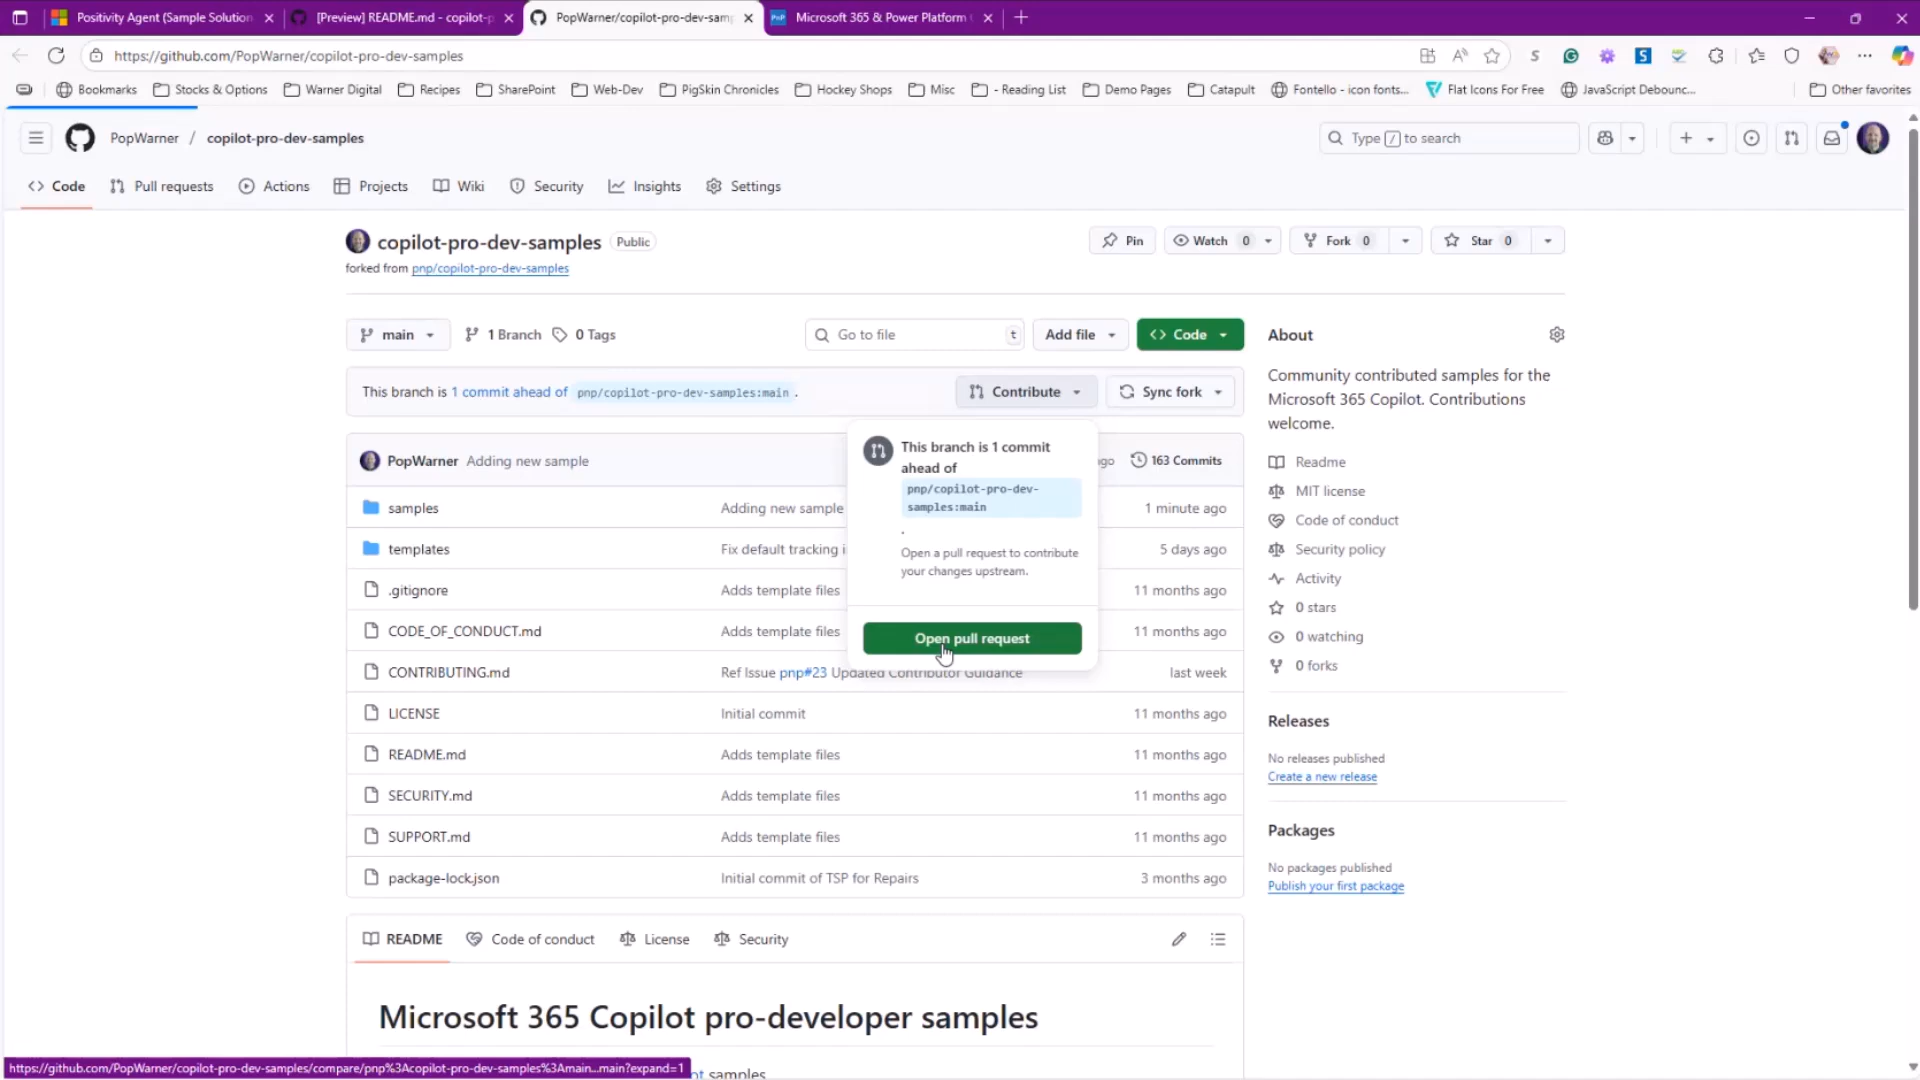 Positivity Agent (Sample Solution
[Preview] README.md - copilot-p
PopWarner/copilot-pro-dev-sam
Microsoft 365 & Power Platform
https://github.com/PopWarner/copilot-pro-dev-samples
Bookmarks
Stocks & Options
Warner Digital
Recipes
SharePoint
Web-Dev
PigSkin Chronicles
Hockey Shops
Misc
- Reading List
Demo Pages
Catapult
Fontello - icon fonts...
Flat Icons For Free
JavaScript Debounc...
Other favorites
PopWarner / copilot-pro-dev-samples
Type / to search
Code
Pull requests
Actions
Projects
Wiki
Security
Insights
Settings
copilot-pro-dev-samples Public
forked from pnp/copilot-pro-dev-samples
Pin
Watch 0
Fork 0
Star 0
main
1 Branch
0 Tags
Go to file t
Add file
Code
This branch is 1 commit ahead of pnp/copilot-pro-dev-samples:main .
Contribute
Sync fork
This branch is 1 commit
ahead of
pnp/copilot-pro-dev-
samples:main
.
Open a pull request to contribute
your changes upstream.
Open pull request
PopWarner Adding new sample
ago
163 Commits
samples Adding new sample 1 minute ago
templates Fix default tracking i 5 days ago
.gitignore Adds template files 11 months ago
CODE_OF_CONDUCT.md Adds template files 11 months ago
CONTRIBUTING.md Ref Issue pnp#23 Updated Contributor Guidance last week
LICENSE Initial commit 11 months ago
README.md Adds template files 11 months ago
SECURITY.md Adds template files 11 months ago
SUPPORT.md Adds template files 11 months ago
package-lock.json Initial commit of TSP for Repairs 3 months ago
README
Code of conduct
License
Security
Microsoft 365 Copilot pro-developer samples
ot samples
About
Community contributed samples for the
Microsoft 365 Copilot. Contributions
welcome.
Readme
MIT license
Code of conduct
Security policy
Activity
0 stars
0 watching
0 forks
Releases
No releases published
Create a new release
Packages
No packages published
Publish your first package
https://github.com/PopWarner/copilot-pro-dev-samples/compare/pnp%3Acopilot-pro-dev-samples%3Amain...main?expand=1